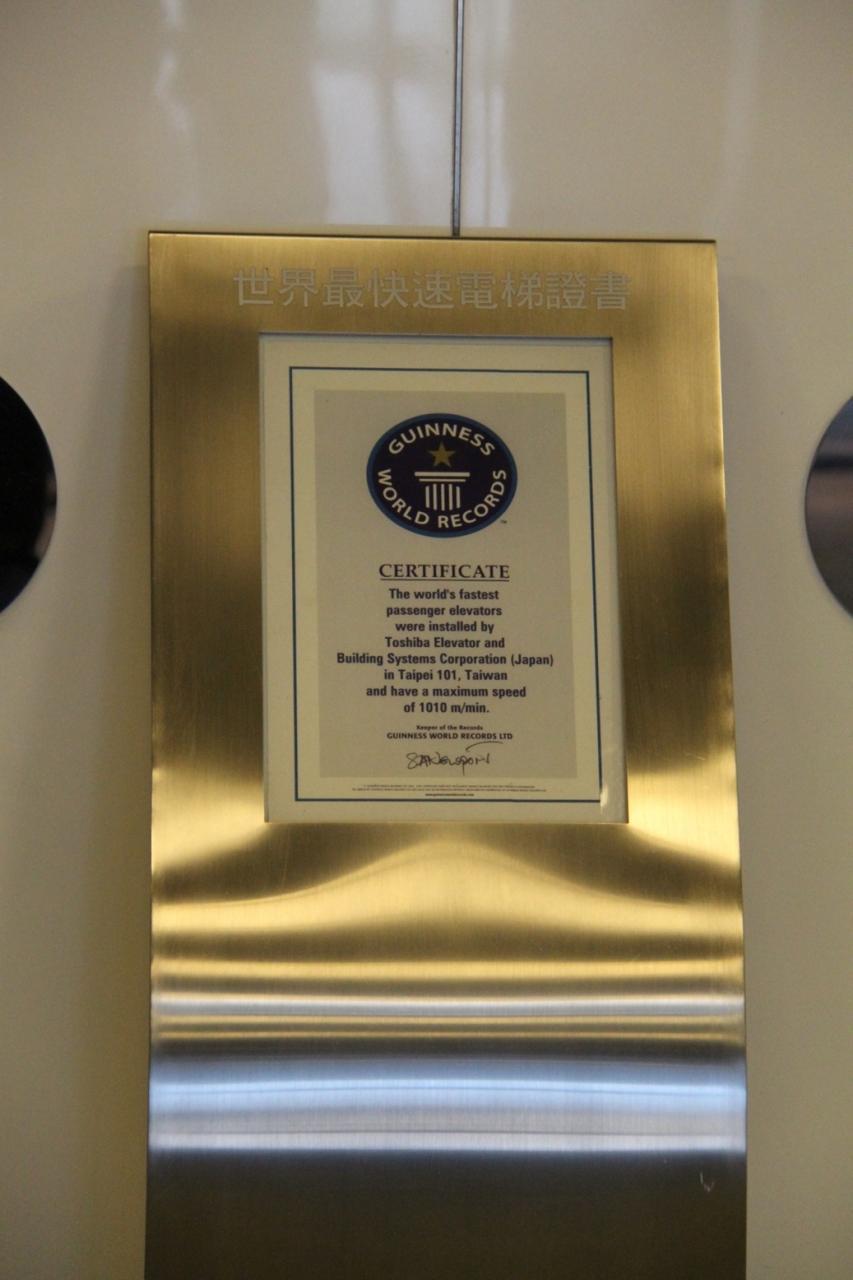 世界最快速電梯證書
GUINNESS
WORLD RECORDS
™
CERTIFICATE
The world's fastest
passenger elevators
were installed by
Toshiba Elevator and
Building Systems Corporation (Japan)
in Taipei 101, Taiwan
and have a maximum speed
of 1010 m/min.
Keeper of the Records
GUINNESS WORLD RECORDS LTD